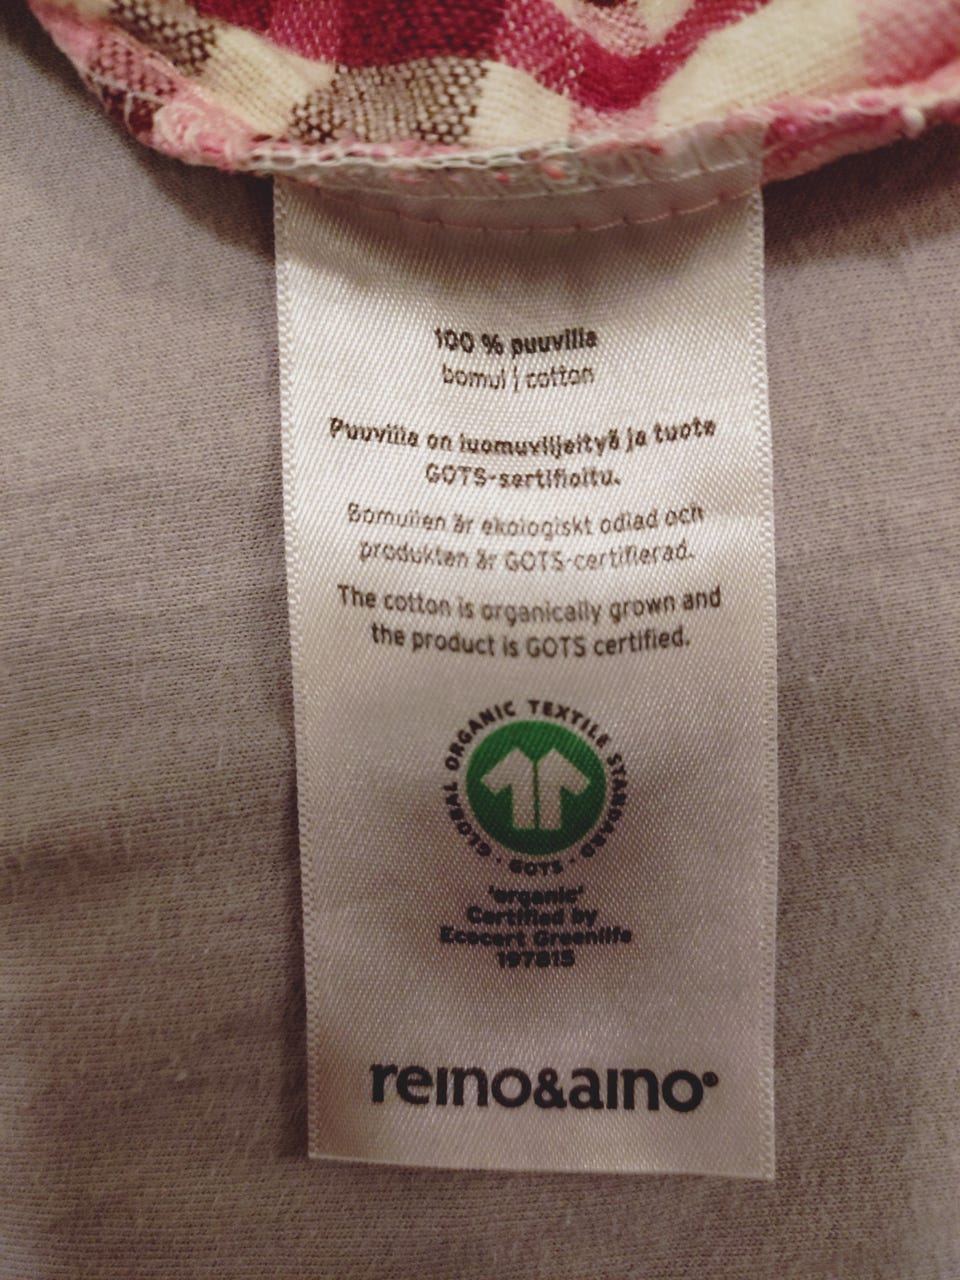 100 % puuvilla
bomul | cotton
Puuvilla on luomuviljeltyä ja tuote
GOTS-sertifioitu.
Bomullen är ekologiskt odlad och
produkten är GOTS-certifierad.
The cotton is organically grown and
the product is GOTS certified.
GLOBAL ORGANIC TEXTILE STANDARD · GOTS ·
'organic'
Certified by
Ecocert Greenlife
197815
reino&aino